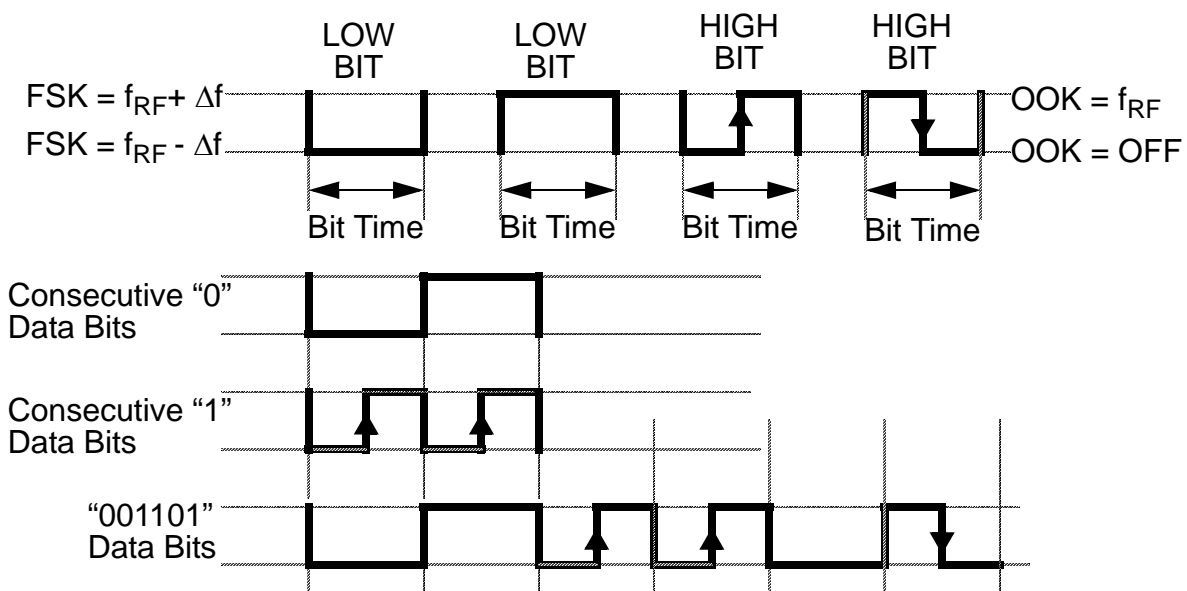 LOW
BIT
LOW
BIT
HIGH
BIT
HIGH
BIT
FSK = fRF+ Δf
OOK = fRF
FSK = fRF - Δf
OOK = OFF
Bit Time
Bit Time
Bit Time
Bit Time
Consecutive “0”
Data Bits
Consecutive “1”
Data Bits
“001101”
Data Bits